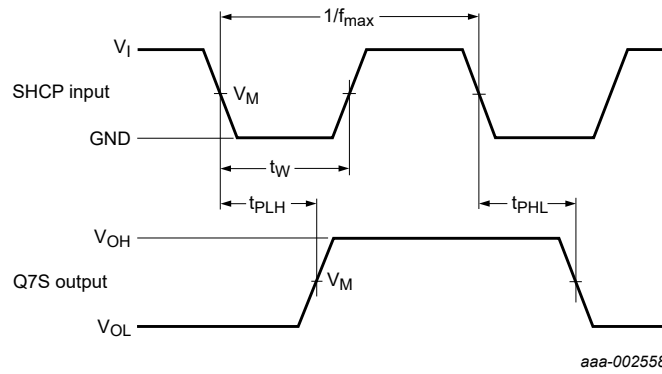 1/fmax
VI
SHCP input
VM
GND
tW
tPLH
tPHL
VOH
Q7S output
VM
VOL
aaa-002558